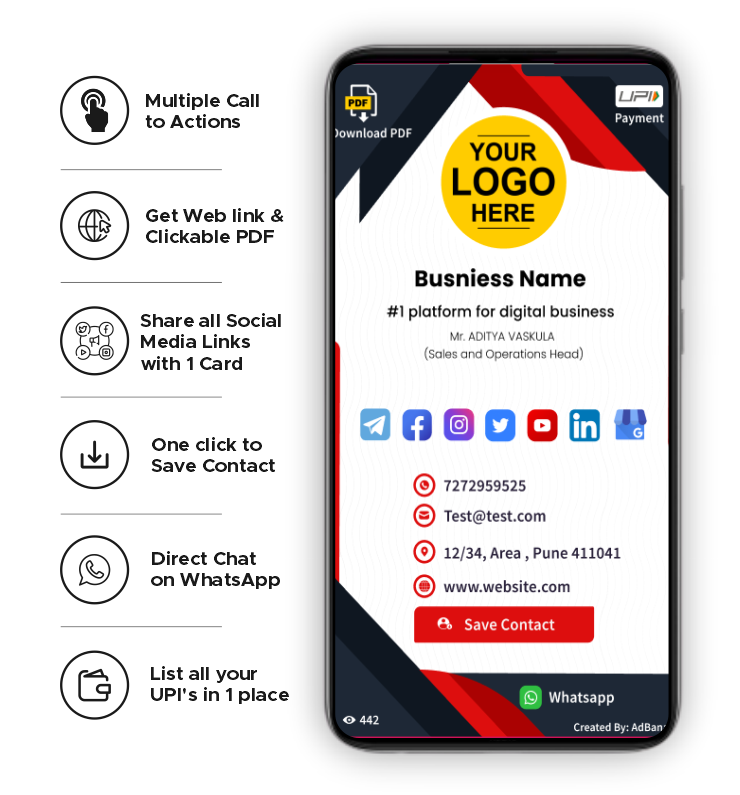 Multiple Call
to Actions
Get Web link &
Clickable PDF
Share all Social
Media Links
with 1 Card
One click to
Save Contact
Direct Chat
on WhatsApp
List all your
UPI's in 1 place
PDF
Download PDF
UPI
Payment
YOUR
LOGO
HERE
Busniess Name
#1 platform for digital business
Mr. ADITYA VASKULA
(Sales and Operations Head)
in
G
7272959525
Test@test.com
12/34, Area , Pune 411041
www.website.com
Save Contact
Whatsapp
442
Created By: AdBan